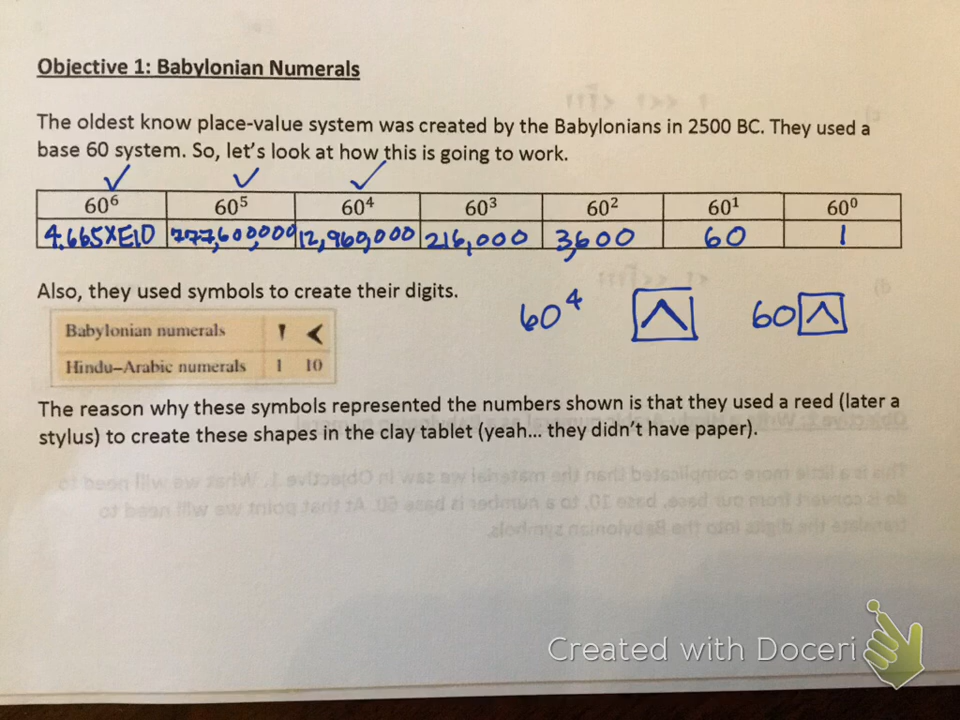 Objective 1: Babylonian Numerals
The oldest know place-value system was created by the Babylonians in 2500 BC. They used a
base 60 system. So, let's look at how this is going to work.
✓ ✓ ✓
60⁶ 60⁵ 60⁴ 60³ 60² 60¹ 60⁰
4.665XE10 777,600,000 12,960,000 216,000 3,600 60 1
Also, they used symbols to create their digits.
60⁴ ^ 60 ^
Babylonian numerals
Hindu–Arabic numerals 1 10
The reason why these symbols represented the numbers shown is that they used a reed (later a
stylus) to create these shapes in the clay tablet (yeah... they didn't have paper).
Created with Doceri